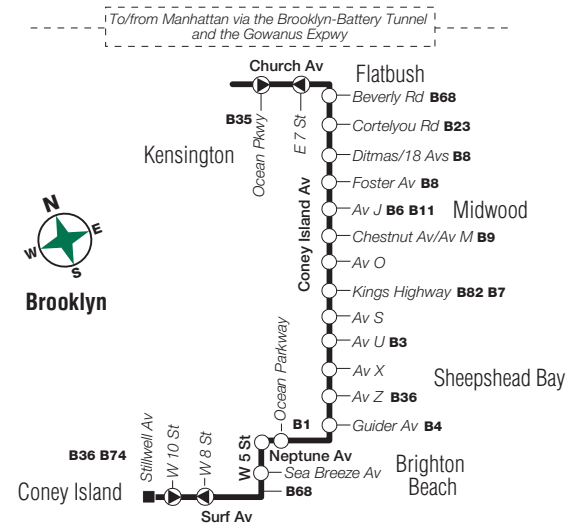 To/from Manhattan via the Brooklyn-Battery Tunnel
and the Gowanus Expwy
Church Av
Flatbush
Beverly Rd B68
B35
Ocean Pkwy
E 7 St
Cortelyou Rd B23
Kensington
Ditmas/18 Avs B8
Foster Av B8
Coney Island Av
Av J B6 B11
Midwood
N
E
W
S
Brooklyn
Chestnut Av/Av M B9
Av O
Kings Highway B82 B7
Av S
Av U B3
Av X
Sheepshead Bay
Av Z B36
Ocean Parkway
B1
Guider Av B4
Neptune Av
W 5 St
Brighton
Beach
Sea Breeze Av
B68
B36 B74
Stillwell Av
W 10 St
W 8 St
Coney Island
Surf Av